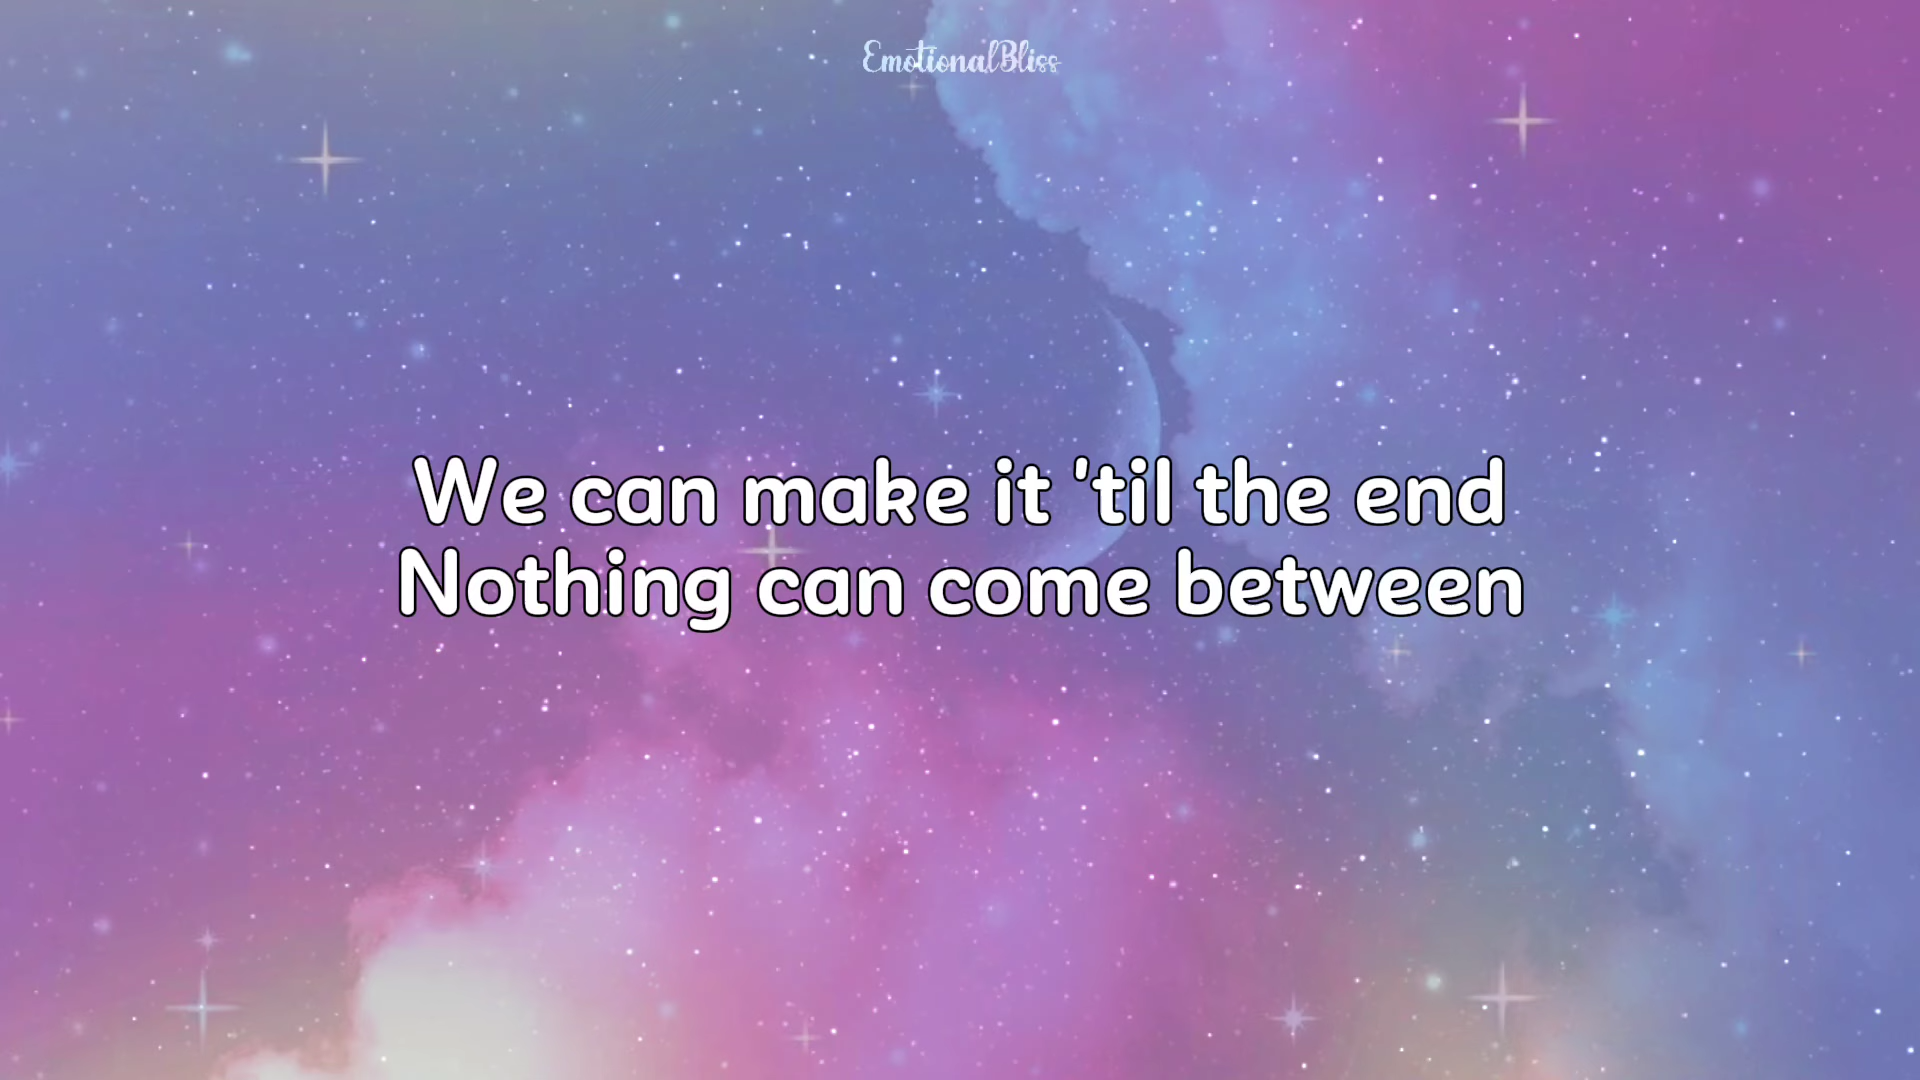 EmotionalBliss
We can make it 'til the end
Nothing can come between